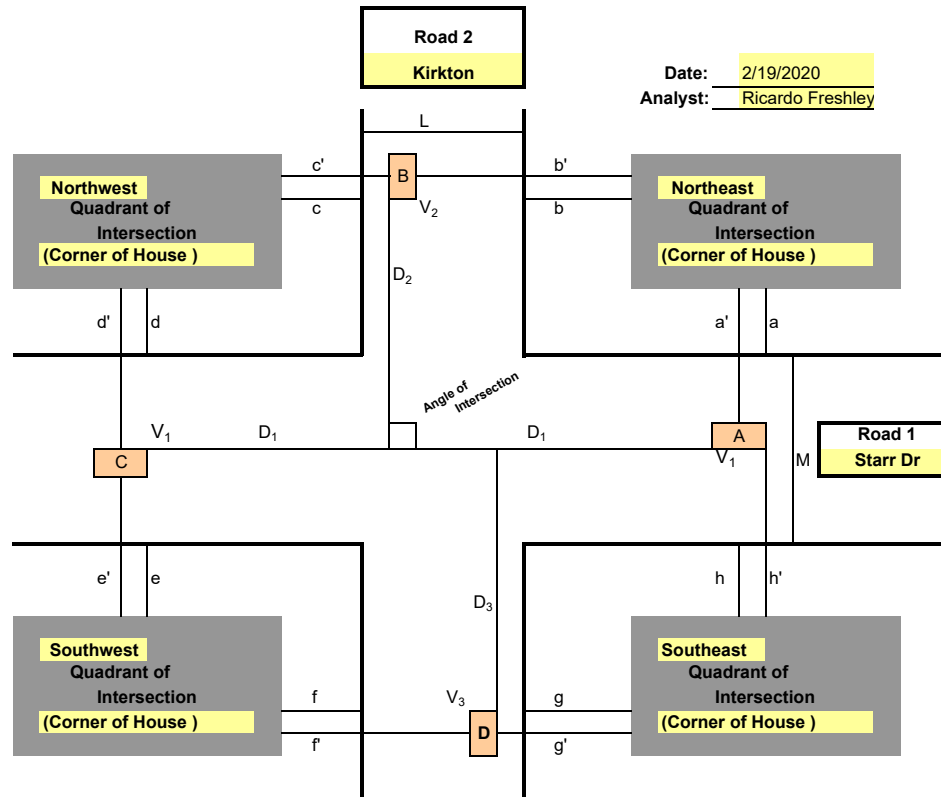 Road 2
Kirkton
Date: 2/19/2020
Analyst: Ricardo Freshley
L
c' B b'
Northwest
Quadrant of
Intersection
(Corner of House )
c V2 b
Northeast
Quadrant of
Intersection
(Corner of House )
D2
d' d a' a
Angle of
Intersection
V1 D1 D1 A
C V1 M
Road 1
Starr Dr
e' e h h'
D3
Southwest
Quadrant of
Intersection
(Corner of House )
Southeast
Quadrant of
Intersection
(Corner of House )
f V3 g
D
f' g'